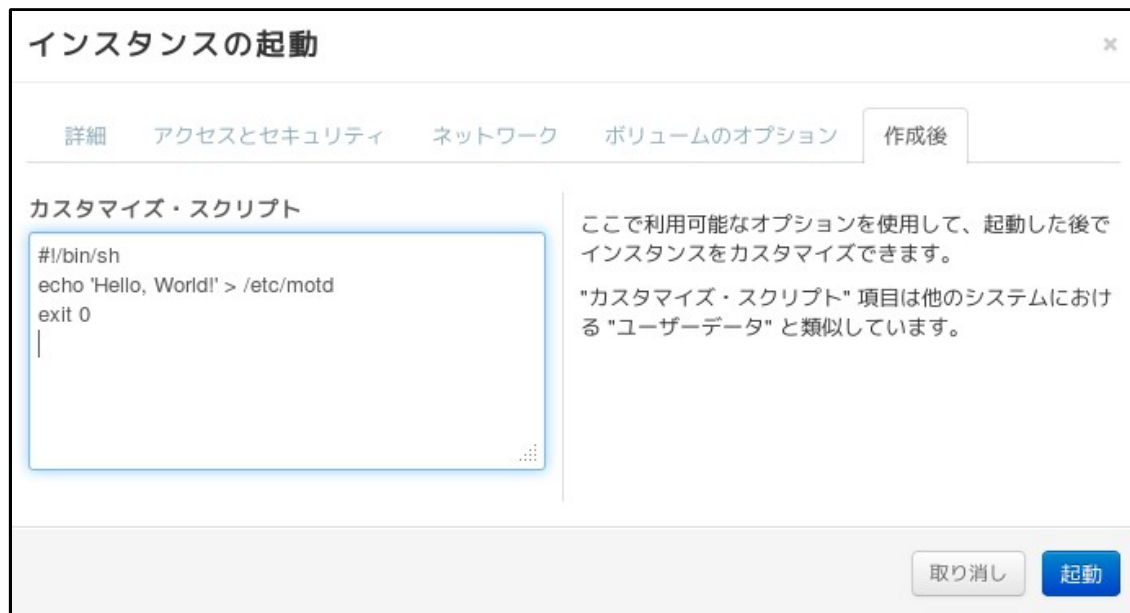 インスタンスの起動
×
詳細 アクセスとセキュリティ ネットワーク ボリュームのオプション 作成後
カスタマイズ・スクリプト
#!/bin/sh
echo 'Hello, World!' > /etc/motd
exit 0
ここで利用可能なオプションを使用して、起動した後で
インスタンスをカスタマイズできます。
"カスタマイズ・スクリプト" 項目は他のシステムにおけ
る "ユーザーデータ" と類似しています。
取り消し 起動